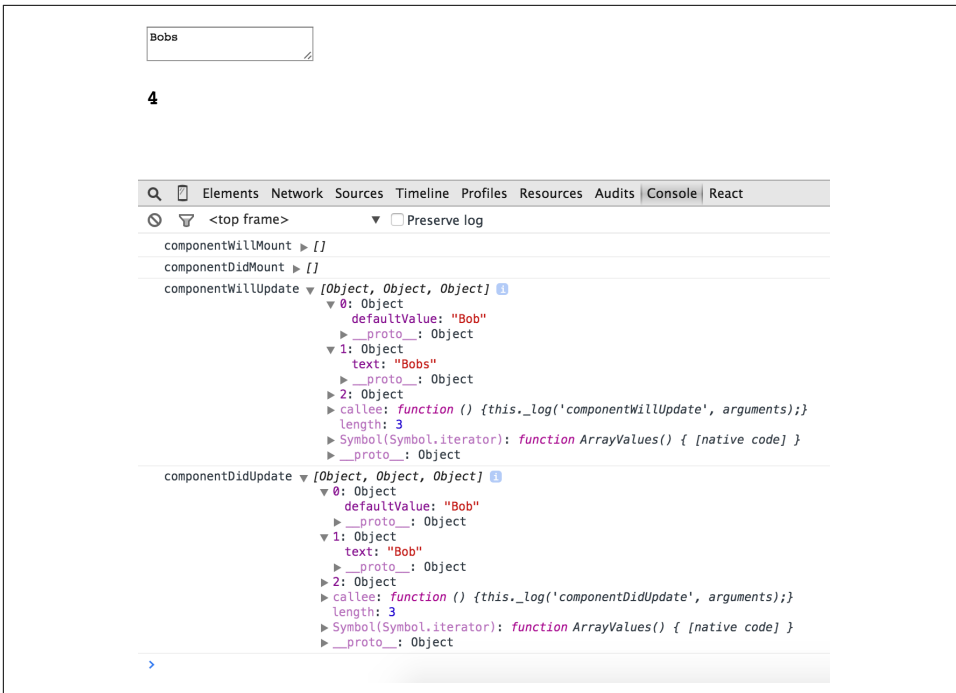 Bobs
4
Elements Network Sources Timeline Profiles Resources Audits Console React
<top frame> ▼ Preserve log
componentWillMount ▶ []
componentDidMount ▶ []
componentWillUpdate ▼ [Object, Object, Object] i
▼ 0: Object
defaultValue: "Bob"
▶ __proto__: Object
▼ 1: Object
text: "Bobs"
▶ __proto__: Object
▶ 2: Object
▶ callee: function () {this._log('componentWillUpdate', arguments);}
length: 3
▶ Symbol(Symbol.iterator): function ArrayValues() { [native code] }
▶ __proto__: Object
componentDidUpdate ▼ [Object, Object, Object] i
▼ 0: Object
defaultValue: "Bob"
▶ __proto__: Object
▼ 1: Object
text: "Bob"
▶ __proto__: Object
▶ 2: Object
▶ callee: function () {this._log('componentDidUpdate', arguments);}
length: 3
▶ Symbol(Symbol.iterator): function ArrayValues() { [native code] }
▶ __proto__: Object
>